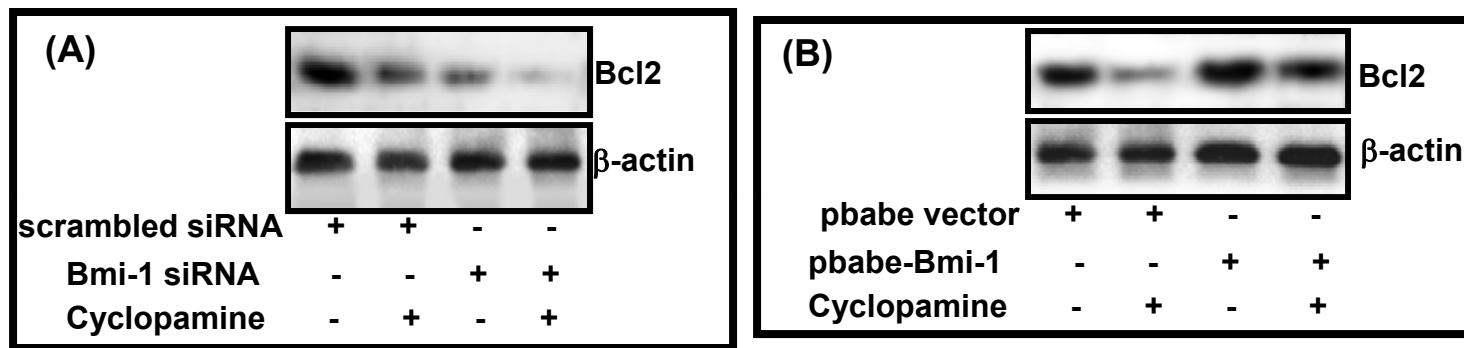 (A)
Bcl2
β-actin
scrambled siRNA + + - -
Bmi-1 siRNA - - + +
Cyclopamine - + - +
(B)
Bcl2
β-actin
pbabe vector + + - -
pbabe-Bmi-1 - - + +
Cyclopamine - + - +